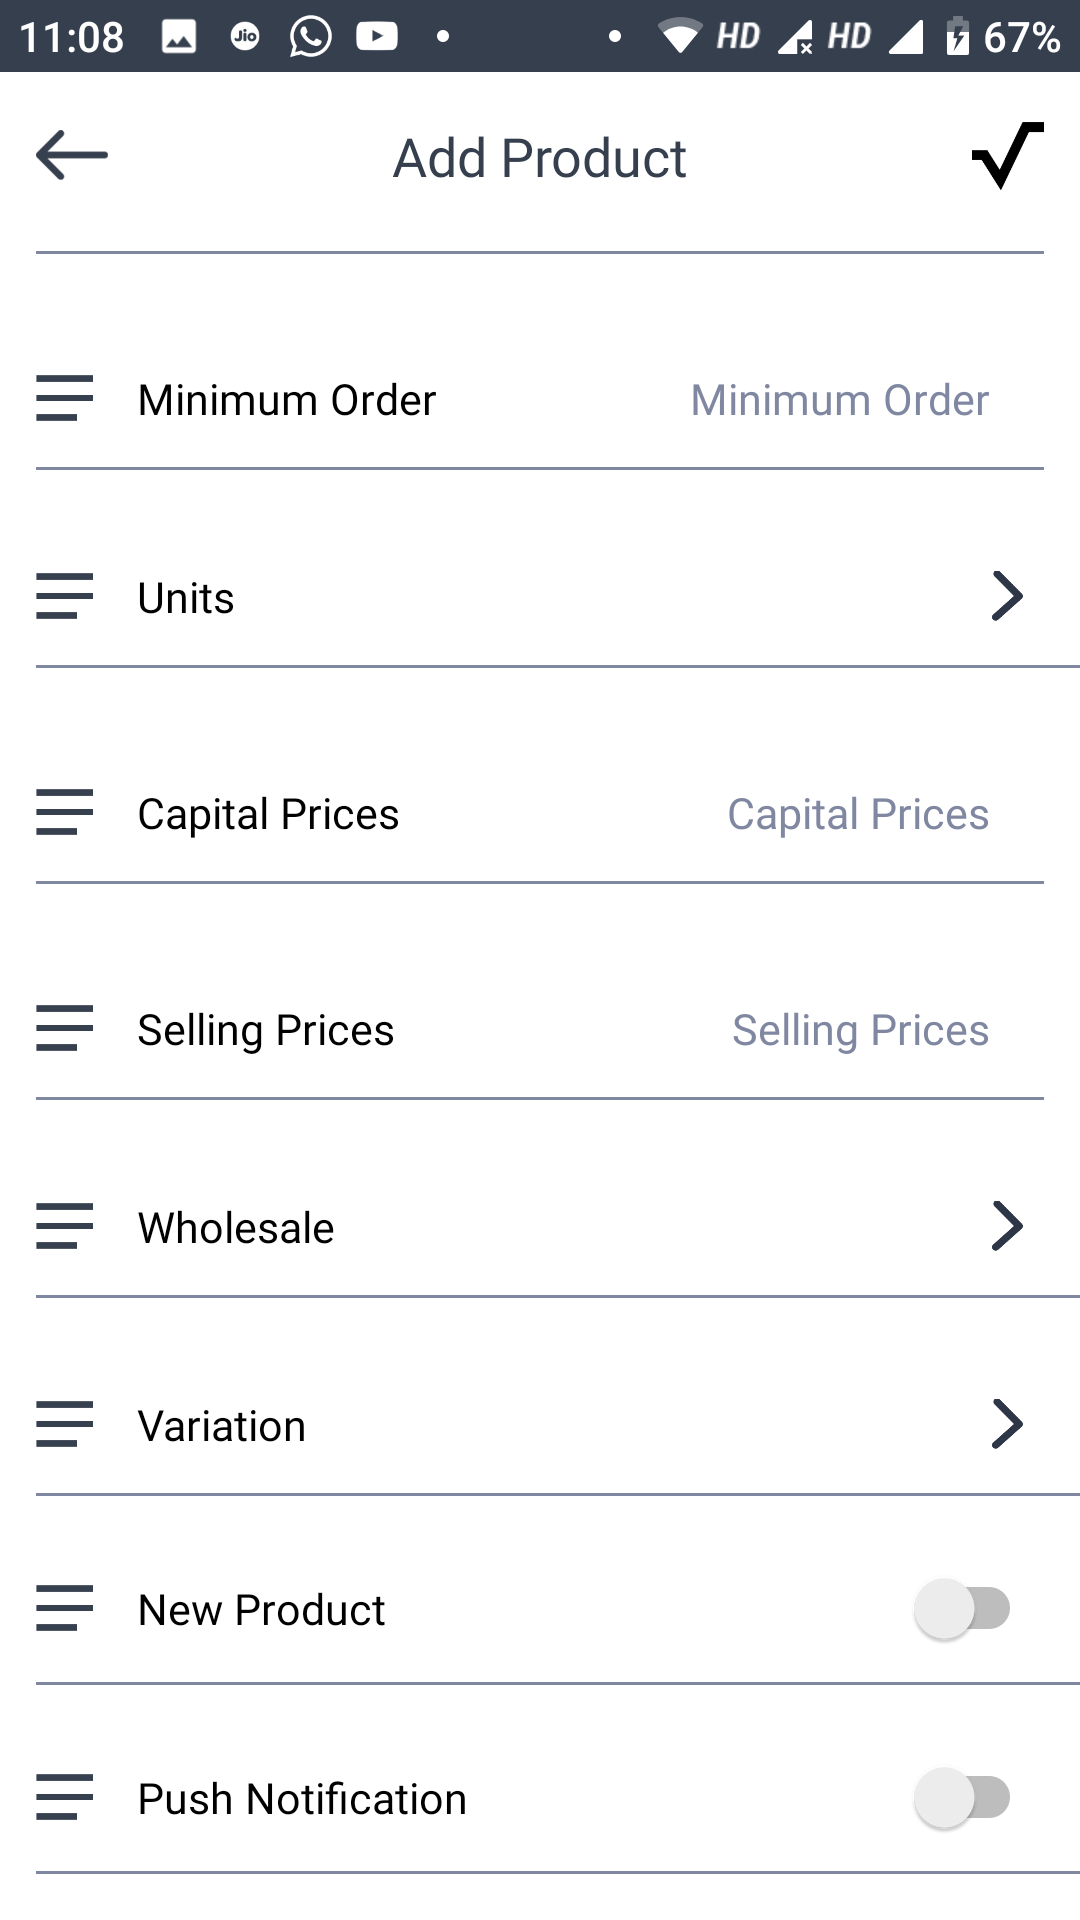 11:08 Jio HD HD 67%
Add Product
Minimum Order Minimum Order
Units
Capital Prices Capital Prices
Selling Prices Selling Prices
Wholesale
Variation
New Product
Push Notification